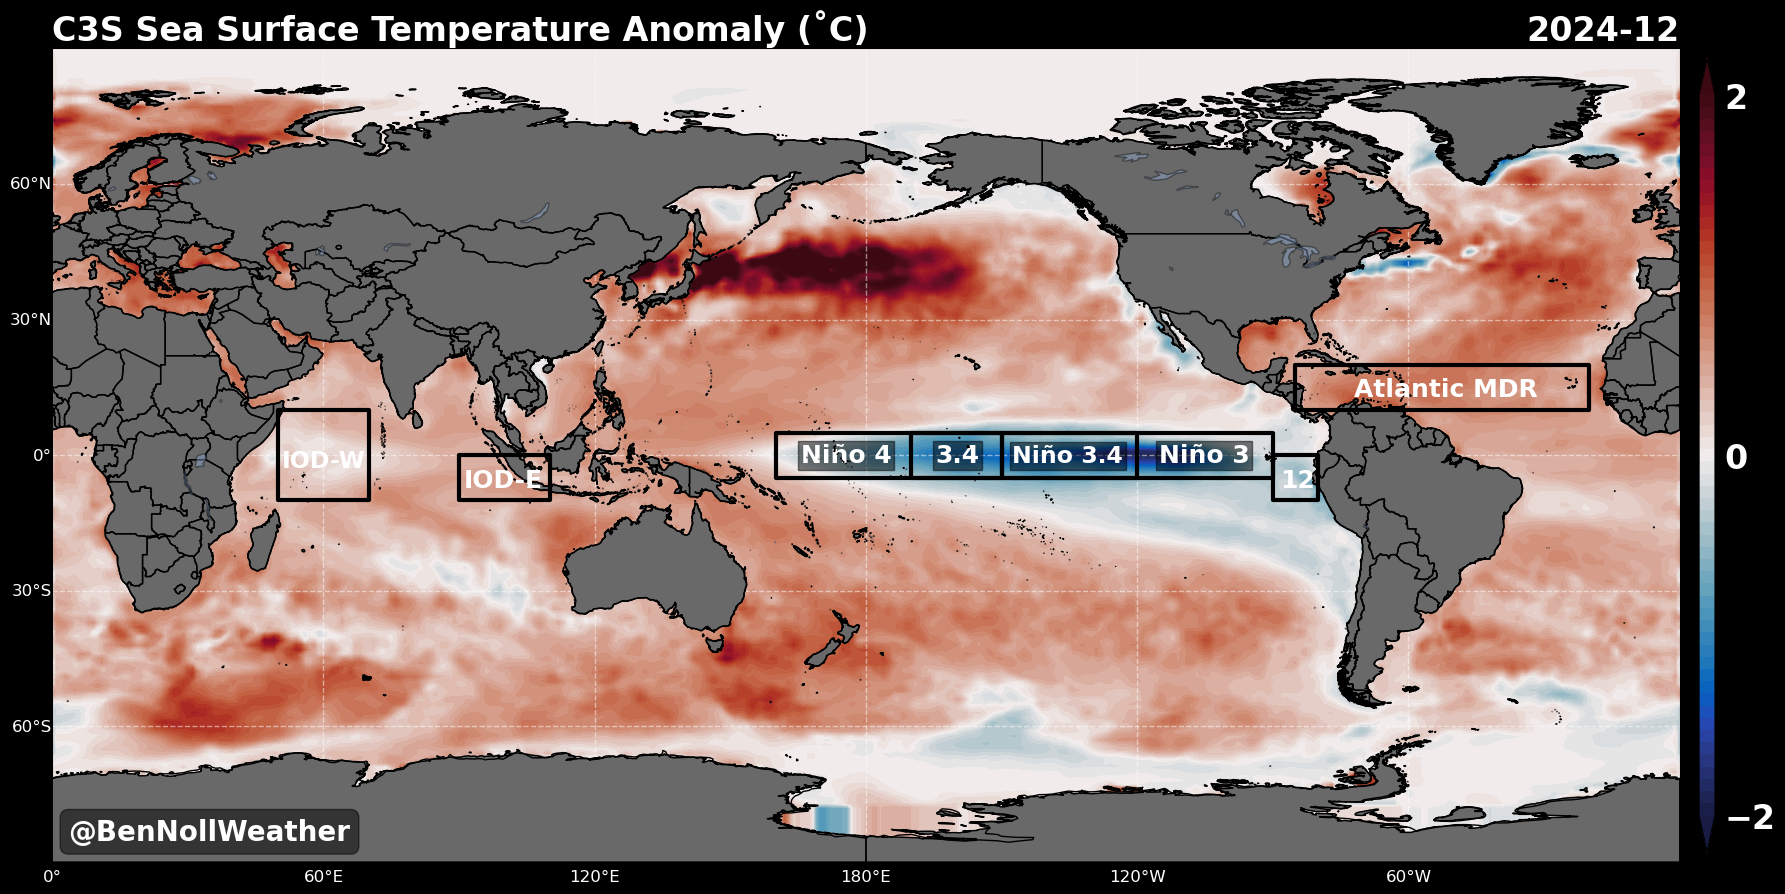 C3S Sea Surface Temperature Anomaly (˚C)
2024-12
2
60°N
30°N
Atlantic MDR
0°
IOD-W
Niño 4
3.4
Niño 3.4
Niño 3
0
IOD-E
12
30°S
60°S
−2
@BenNollWeather
0°
60°E
120°E
180°E
120°W
60°W